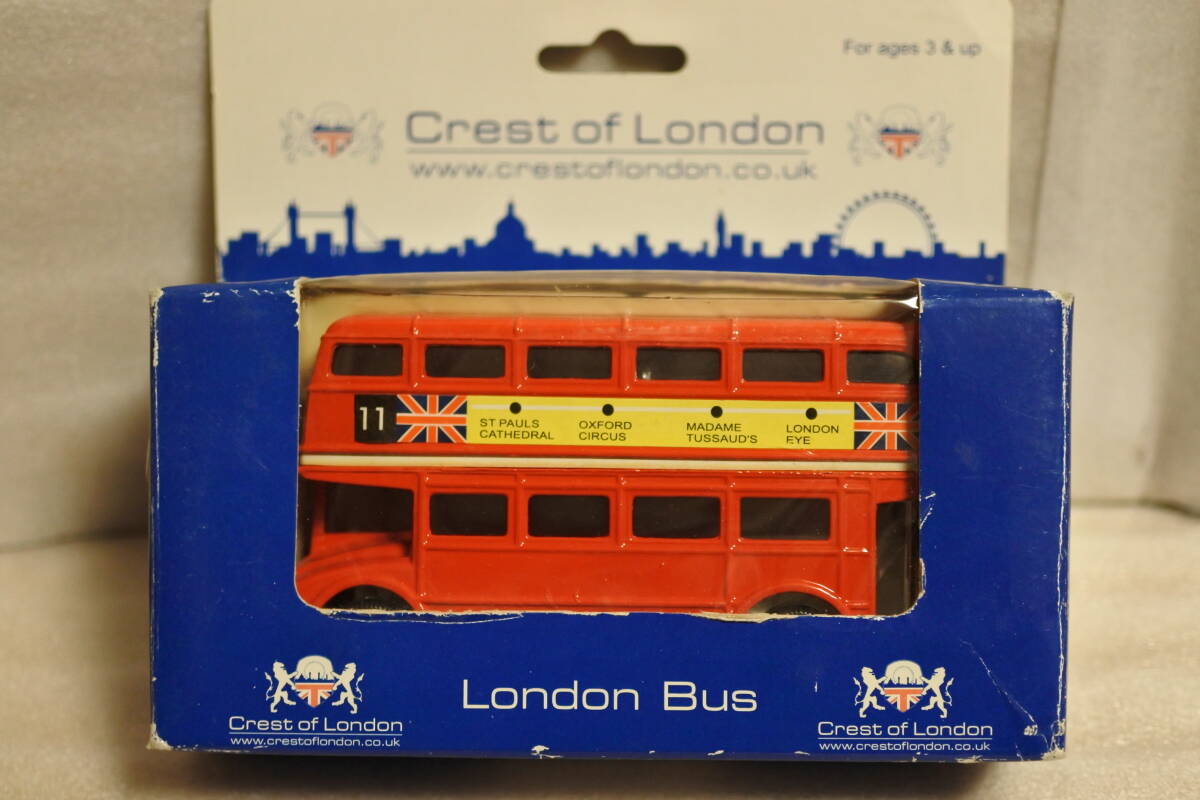 For ages 3 & up
Crest of London
www.crestoflondon.co.uk
11
ST PAULS
CATHEDRAL
OXFORD
CIRCUS
MADAME
TUSSAUD'S
LONDON
EYE
London Bus
Crest of London
www.crestoflondon.co.uk
Crest of London
www.crestoflondon.co.uk